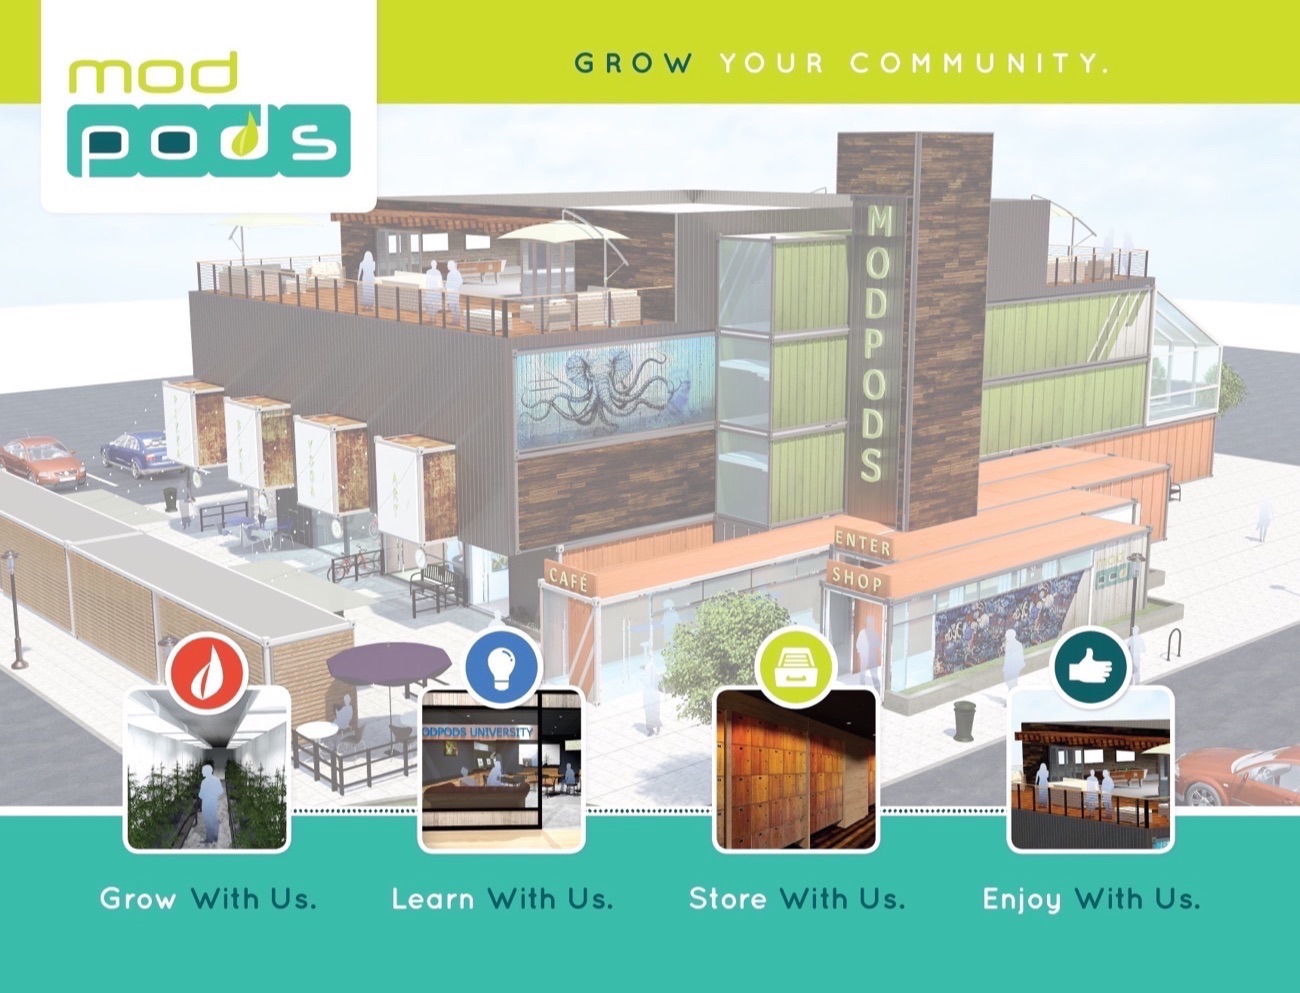 mod
pods
GROW YOUR COMMUNITY.
MODPODS
CAFÉ
ENTER
SHOP
ODPODS UNIVERSITY
Grow With Us.
Learn With Us.
Store With Us.
Enjoy With Us.